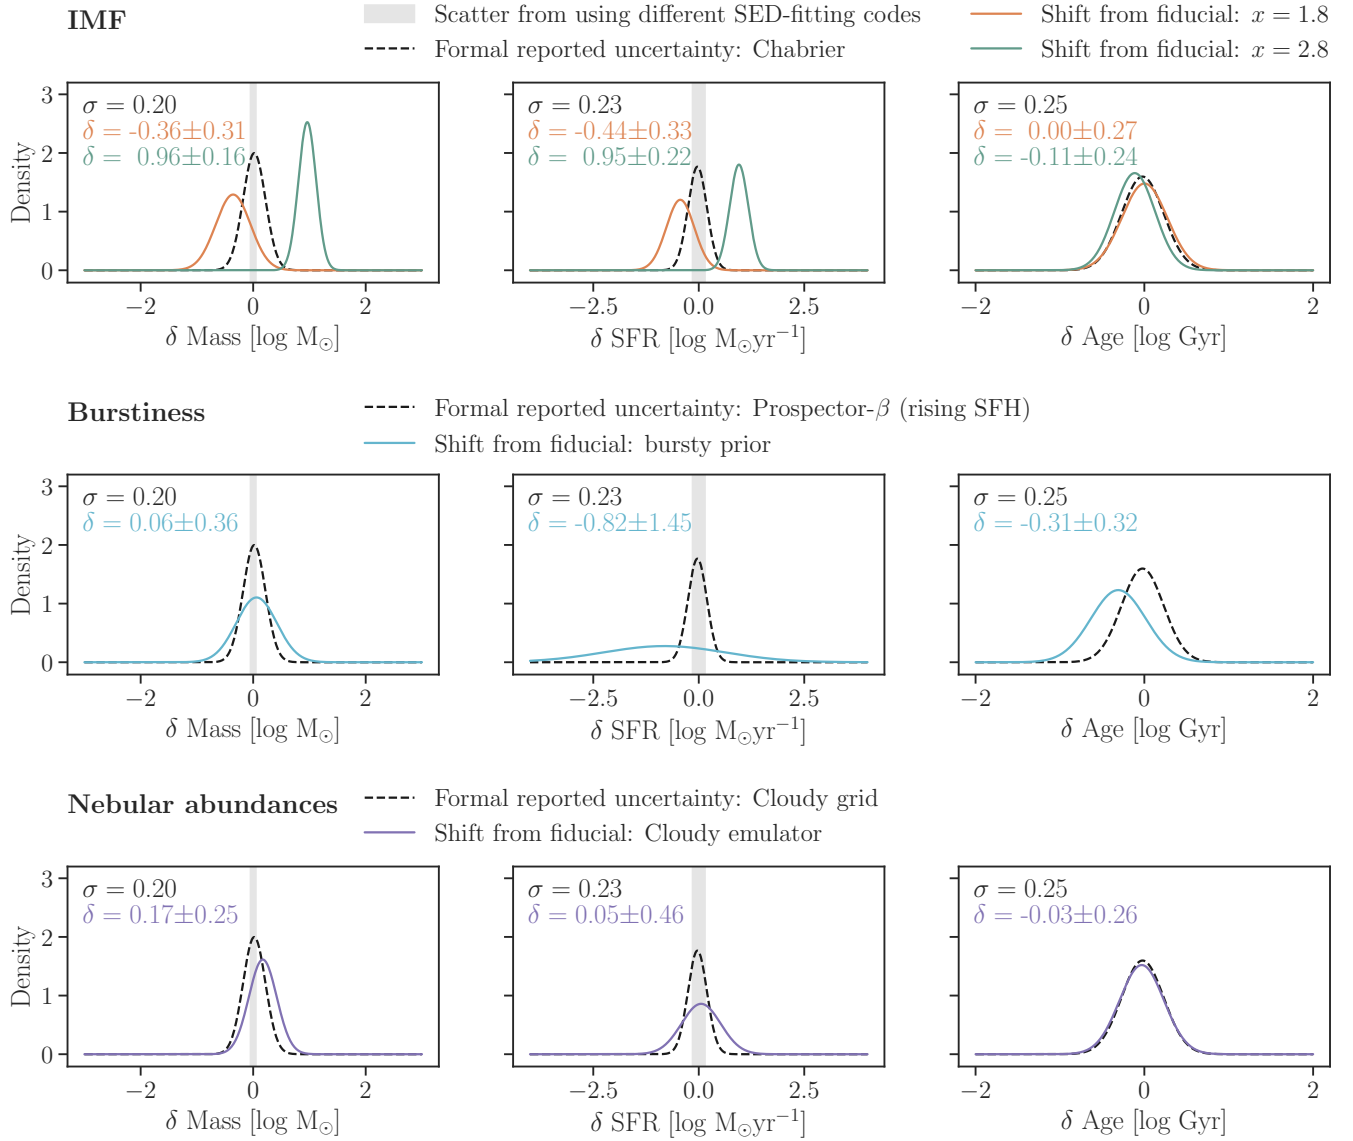 IMF
Scatter from using different SED-fitting codes
Formal reported uncertainty: Chabrier
Shift from fiducial: x = 1.8
Shift from fiducial: x = 2.8
Density
3
2
1
0
σ = 0.20
δ = -0.36±0.31
δ = 0.96±0.16
−2 0 2
δ Mass [log M⊙]
σ = 0.23
δ = -0.44±0.33
δ = 0.95±0.22
−2.5 0.0 2.5
δ SFR [log M⊙yr⁻¹]
σ = 0.25
δ = 0.00±0.27
δ = -0.11±0.24
−2 0 2
δ Age [log Gyr]
Burstiness
Formal reported uncertainty: Prospector-β (rising SFH)
Shift from fiducial: bursty prior
Density
3
2
1
0
σ = 0.20
δ = 0.06±0.36
−2 0 2
δ Mass [log M⊙]
σ = 0.23
δ = -0.82±1.45
−2.5 0.0 2.5
δ SFR [log M⊙yr⁻¹]
σ = 0.25
δ = -0.31±0.32
−2 0 2
δ Age [log Gyr]
Nebular abundances
Formal reported uncertainty: Cloudy grid
Shift from fiducial: Cloudy emulator
Density
3
2
1
0
σ = 0.20
δ = 0.17±0.25
−2 0 2
δ Mass [log M⊙]
σ = 0.23
δ = 0.05±0.46
−2.5 0.0 2.5
δ SFR [log M⊙yr⁻¹]
σ = 0.25
δ = -0.03±0.26
−2 0 2
δ Age [log Gyr]